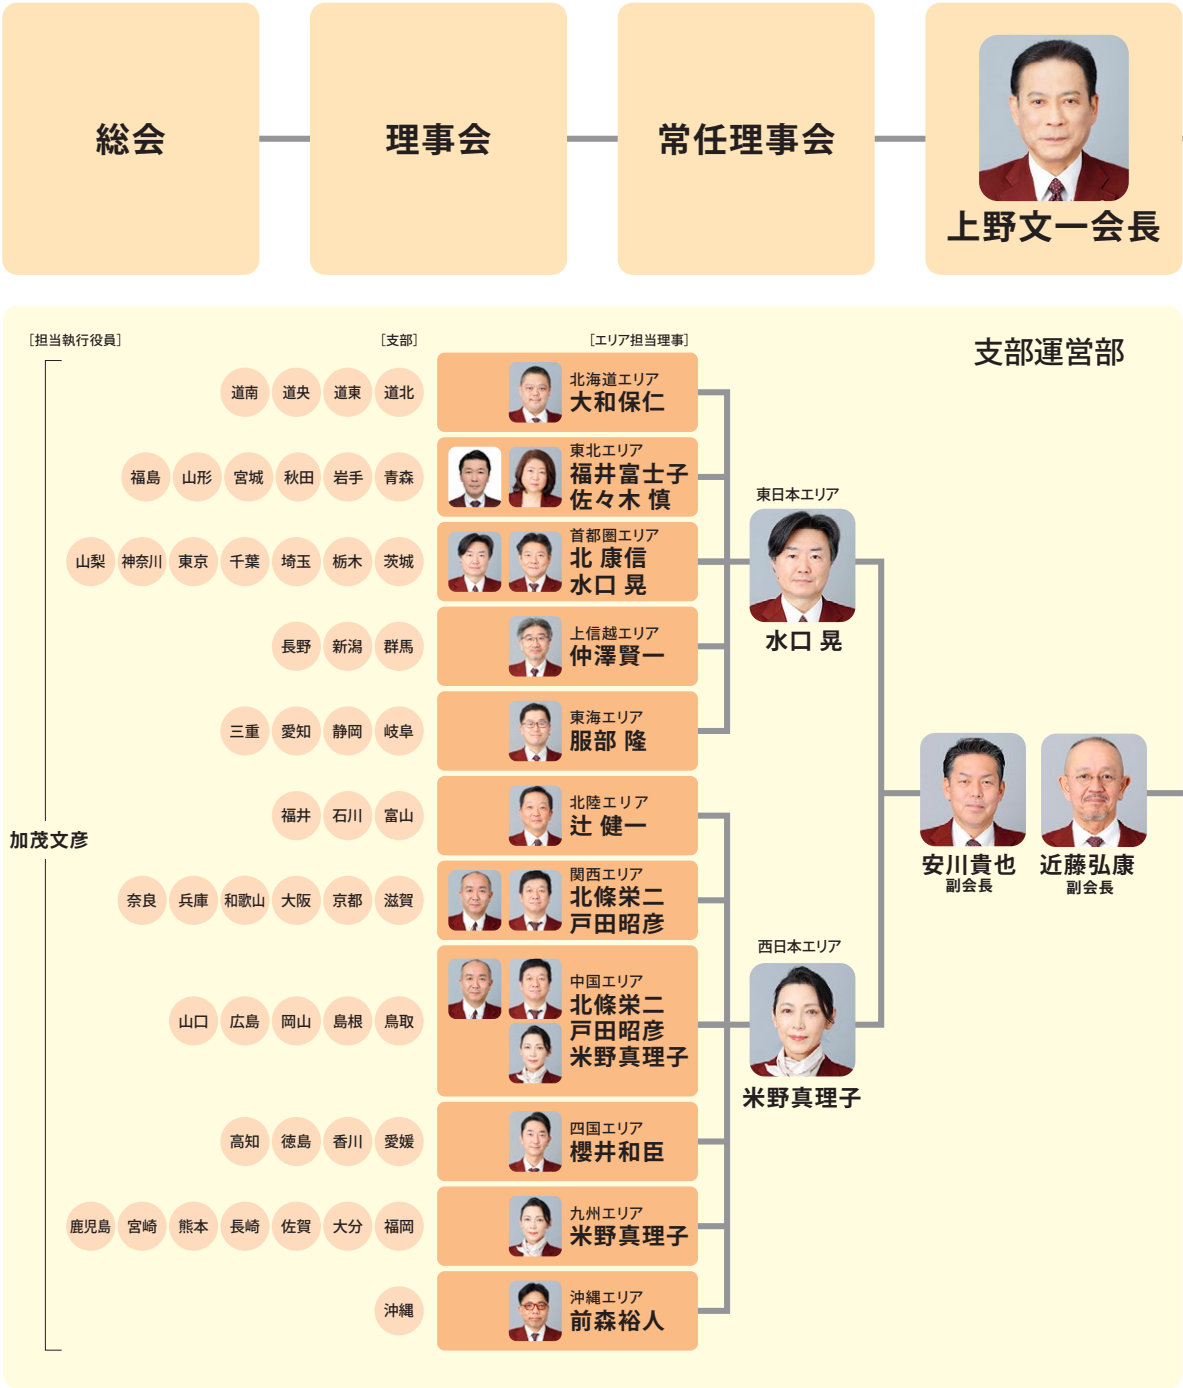 総会
理事会
常任理事会
上野文一会長
支部運営部
［担当執行役員］
［支部］
［エリア担当理事］
道南 道央 道東 道北
北海道エリア
大和保仁
福島 山形 宮城 秋田 岩手 青森
東北エリア
福井富士子
佐々木 慎
山梨 神奈川 東京 千葉 埼玉 栃木 茨城
首都圏エリア
北 康信
水口 晃
長野 新潟 群馬
上信越エリア
仲澤賢一
三重 愛知 静岡 岐阜
東海エリア
服部 隆
福井 石川 富山
北陸エリア
辻 健一
奈良 兵庫 和歌山 大阪 京都 滋賀
関西エリア
北條栄二
戸田昭彦
山口 広島 岡山 島根 鳥取
中国エリア
北條栄二
戸田昭彦
米野真理子
高知 徳島 香川 愛媛
四国エリア
櫻井和臣
鹿児島 宮崎 熊本 長崎 佐賀 大分 福岡
九州エリア
米野真理子
沖縄
沖縄エリア
前森裕人
加茂文彦
東日本エリア
水口 晃
西日本エリア
米野真理子
安川貴也
副会長
近藤弘康
副会長